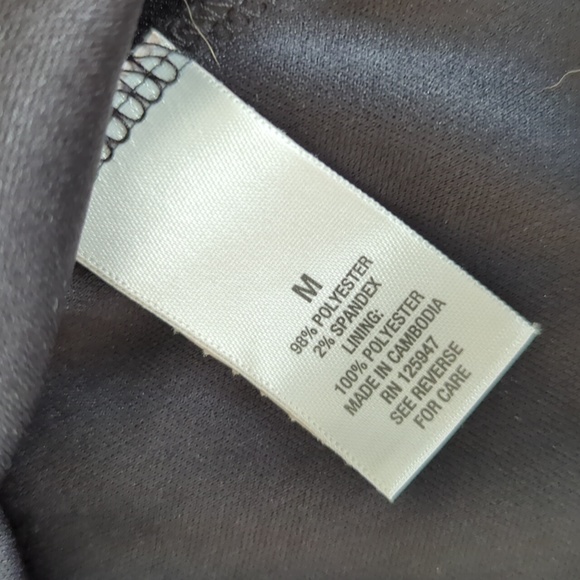 M
98% POLYESTER
2% SPANDEX
LINING:
100% POLYESTER
MADE IN CAMBODIA
RN 125947
SEE REVERSE
FOR CARE